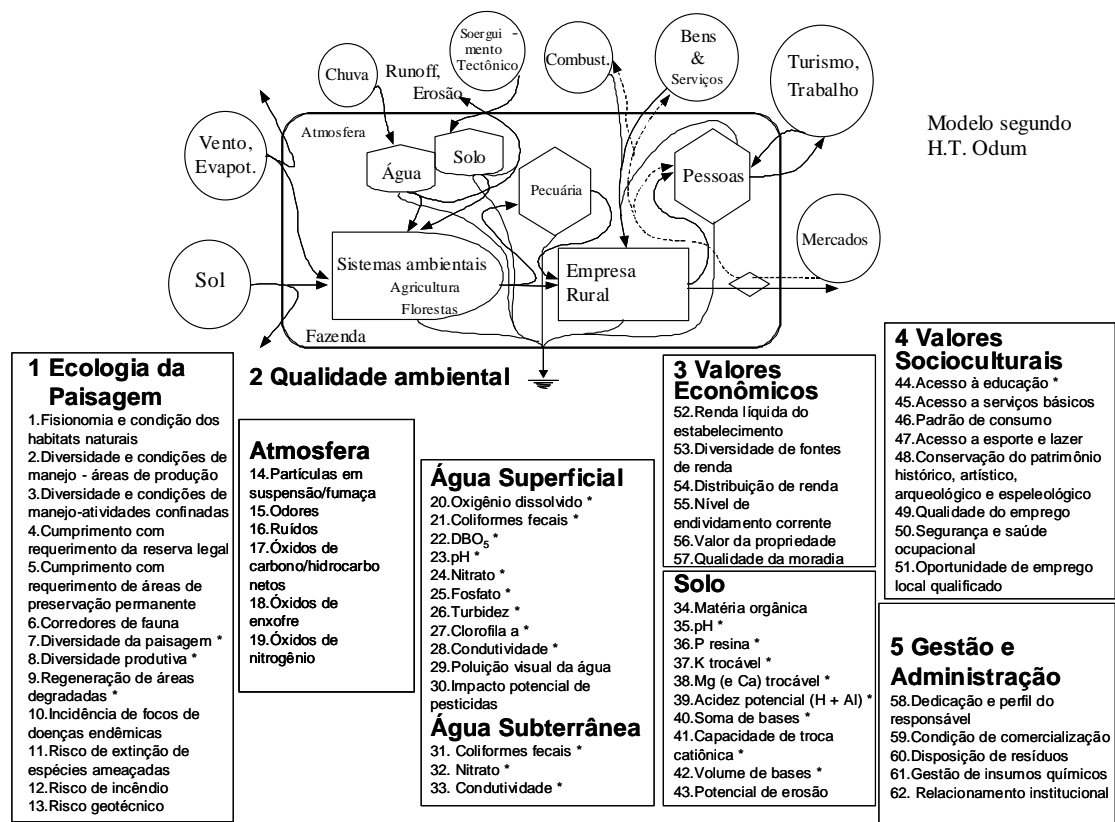 Soergui -
mento
Tectônico
Bens
&
Serviços
Combust.
Turismo,
Trabalho
Chuva
Runoff,
Erosão
Modelo segundo
H.T. Odum
Vento,
Evapot.
Atmosfera
Água
Solo
Pecuária
Pessoas
Mercados
Sol
Sistemas ambientais
Agricultura
Florestas
Empresa
Rural
Fazenda
1 Ecologia da
Paisagem
1.Fisionomia e condição dos
habitats naturais
2.Diversidade e condições de
manejo - áreas de produção
3.Diversidade e condições de
manejo-atividades confinadas
4.Cumprimento com
requerimento da reserva legal
5.Cumprimento com
requerimento de áreas de
preservação permanente
6.Corredores de fauna
7.Diversidade da paisagem *
8.Diversidade produtiva *
9.Regeneração de áreas
degradadas *
10.Incidência de focos de
doenças endêmicas
11.Risco de extinção de
espécies ameaçadas
12.Risco de incêndio
13.Risco geotécnico
2 Qualidade ambiental
Atmosfera
14.Partículas em
suspensão/fumaça
15.Odores
16.Ruídos
17.Óxidos de
carbono/hidrocarbo
netos
18.Óxidos de
enxofre
19.Óxidos de
nitrogênio
Água Superficial
20.Oxigênio dissolvido *
21.Coliformes fecais *
22.DBO₅ *
23.pH *
24.Nitrato *
25.Fosfato *
26.Turbidez *
27.Clorofila a *
28.Condutividade *
29.Poluição visual da água
30.Impacto potencial de
pesticidas
Água Subterrânea
31. Coliformes fecais *
32. Nitrato *
33. Condutividade *
3 Valores
Econômicos
52.Renda líquida do
estabelecimento
53.Diversidade de fontes
de renda
54.Distribuição de renda
55.Nível de
endividamento corrente
56.Valor da propriedade
57.Qualidade da moradia
Solo
34.Matéria orgânica
35.pH *
36.P resina *
37.K trocável *
38.Mg (e Ca) trocável *
39.Acidez potencial (H + Al) *
40.Soma de bases *
41.Capacidade de troca
catiônica *
42.Volume de bases *
43.Potencial de erosão
4 Valores
Socioculturais
44.Acesso à educação *
45.Acesso a serviços básicos
46.Padrão de consumo
47.Acesso a esporte e lazer
48.Conservação do patrimônio
histórico, artístico,
arqueológico e espeleológico
49.Qualidade do emprego
50.Segurança e saúde
ocupacional
51.Oportunidade de emprego
local qualificado
5 Gestão e
Administração
58.Dedicação e perfil do
responsável
59.Condição de comercialização
60.Disposição de resíduos
61.Gestão de insumos químicos
62. Relacionamento institucional